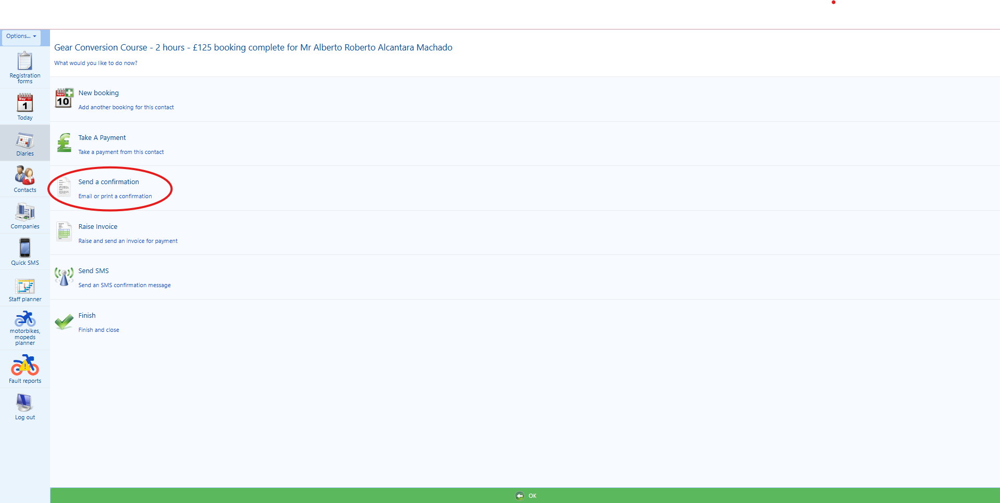 Options...
Registration
forms
Day
1
Today
Diaries
Contacts
Companies
Quick SMS
Staff planner
motorbikes,
mopeds
planner
Fault reports
Log out
Gear Conversion Course - 2 hours - £125 booking complete for Mr Alberto Roberto Alcantara Machado
What would you like to do now?
NOV
10
New booking
Add another booking for this contact
£
Take A Payment
Take a payment from this contact
Send a confirmation
Email or print a confirmation
Raise Invoice
Raise and send an invoice for payment
Send SMS
Send an SMS confirmation message
Finish
Finish and close
OK